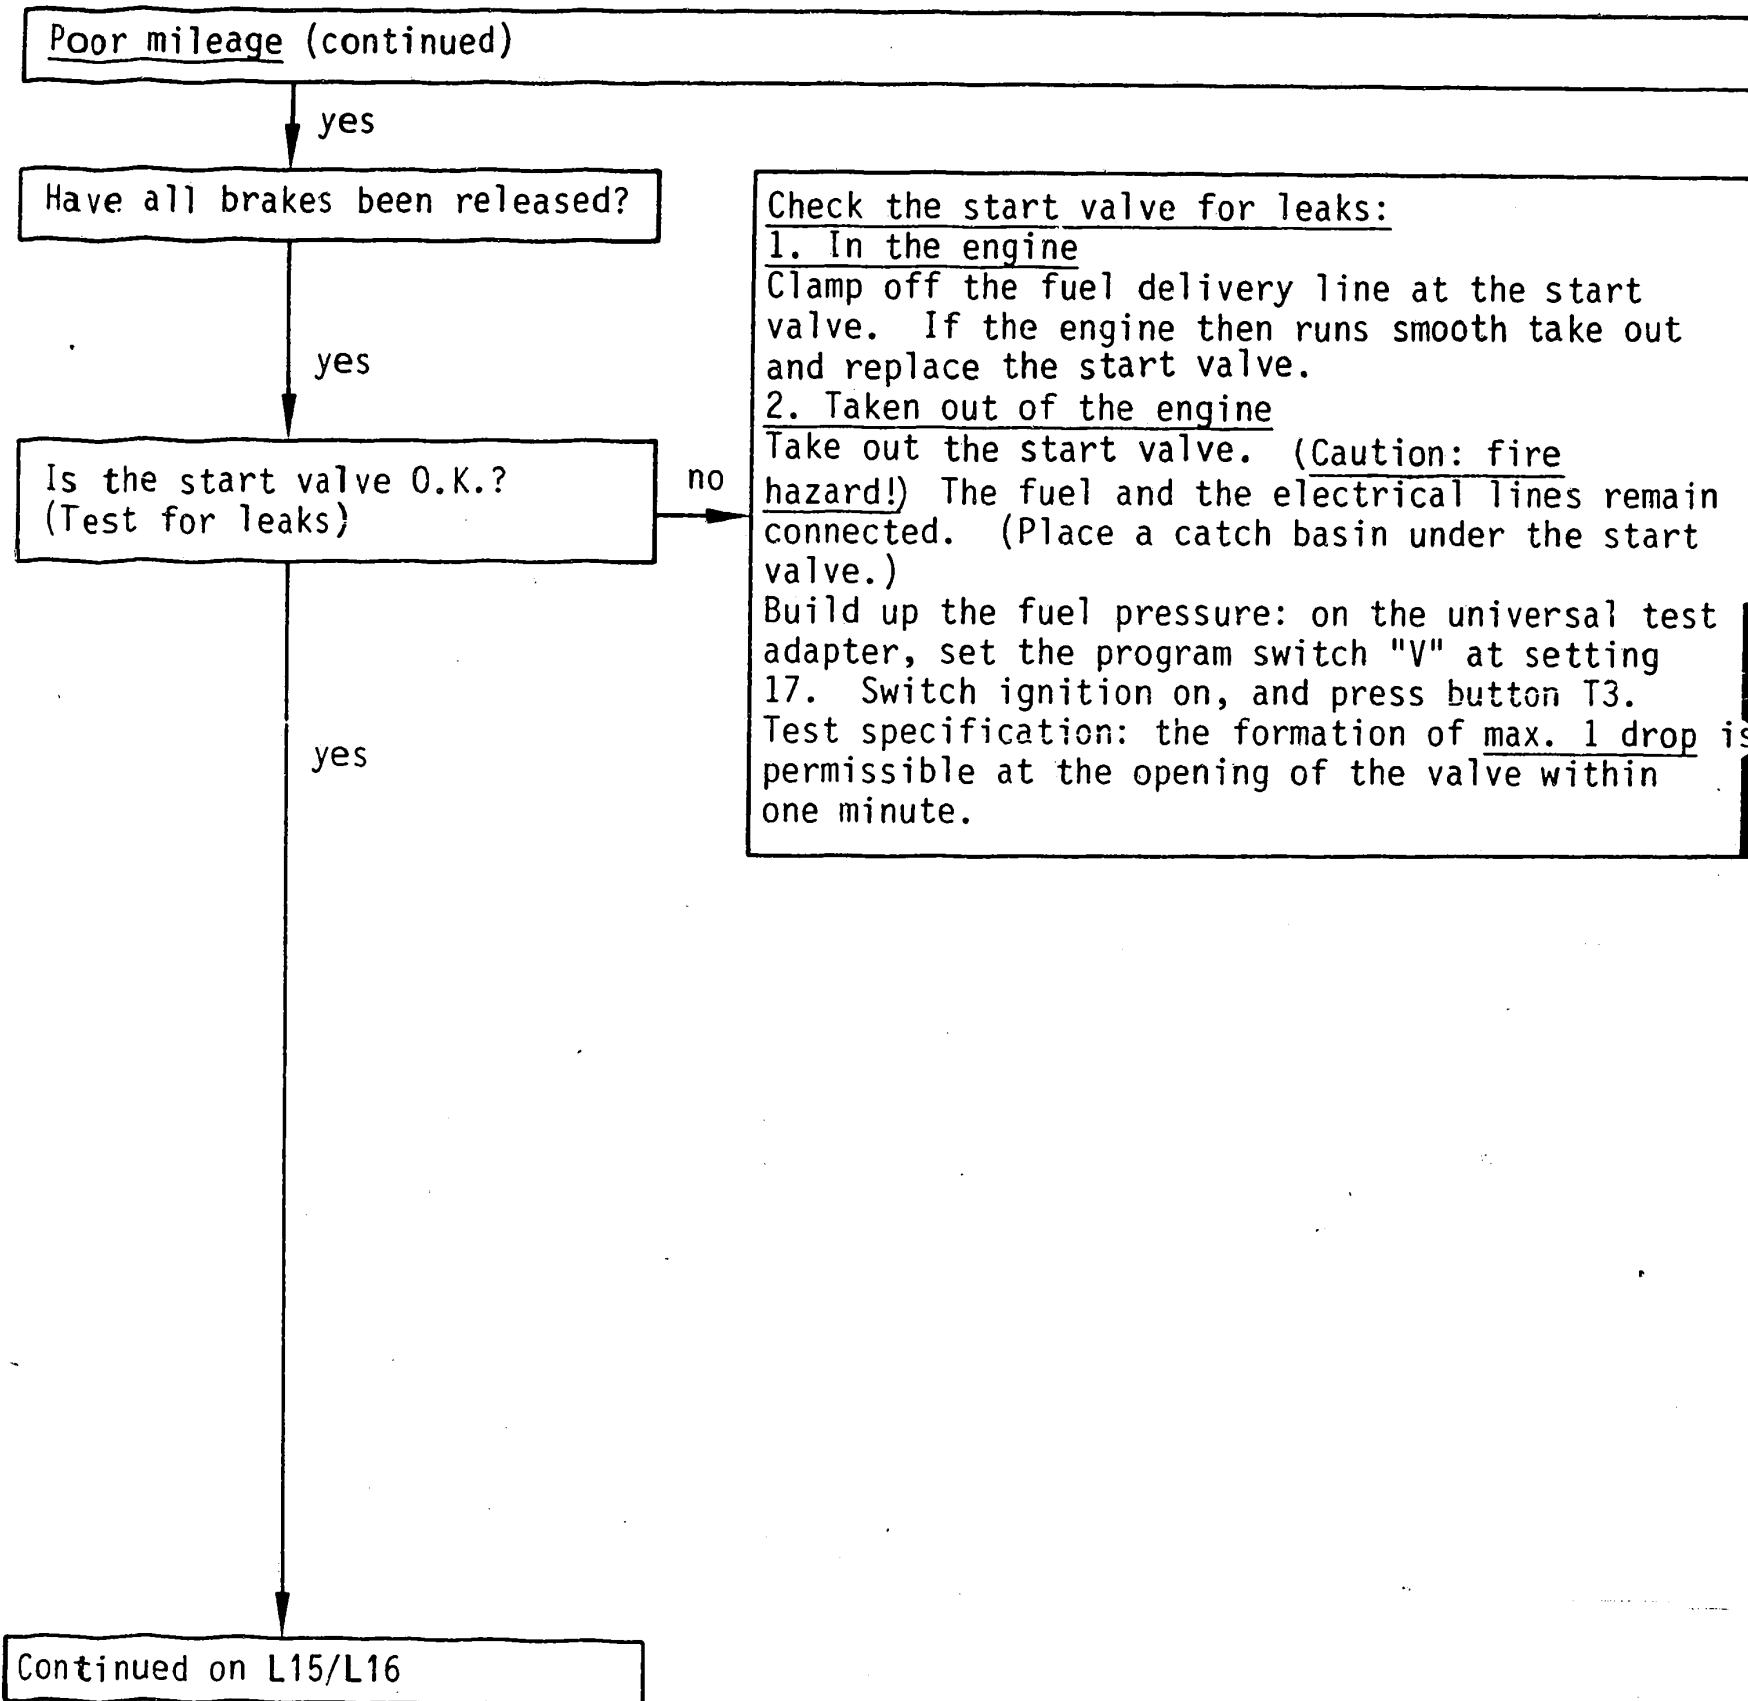 Poor mileage (continued)
yes
Have all brakes been released?
yes
Is the start valve O.K.?
(Test for leaks)
no
Check the start valve for leaks:
1. In the engine
Clamp off the fuel delivery line at the start
valve. If the engine then runs smooth take out
and replace the start valve.
2. Taken out of the engine
Take out the start valve. (Caution: fire
hazard!) The fuel and the electrical lines remain
connected. (Place a catch basin under the start
valve.)
Build up the fuel pressure: on the universal test
adapter, set the program switch "V" at setting
17. Switch ignition on, and press button T3.
Test specification: the formation of max. 1 drop is
permissible at the opening of the valve within
one minute.
yes
Continued on L15/L16